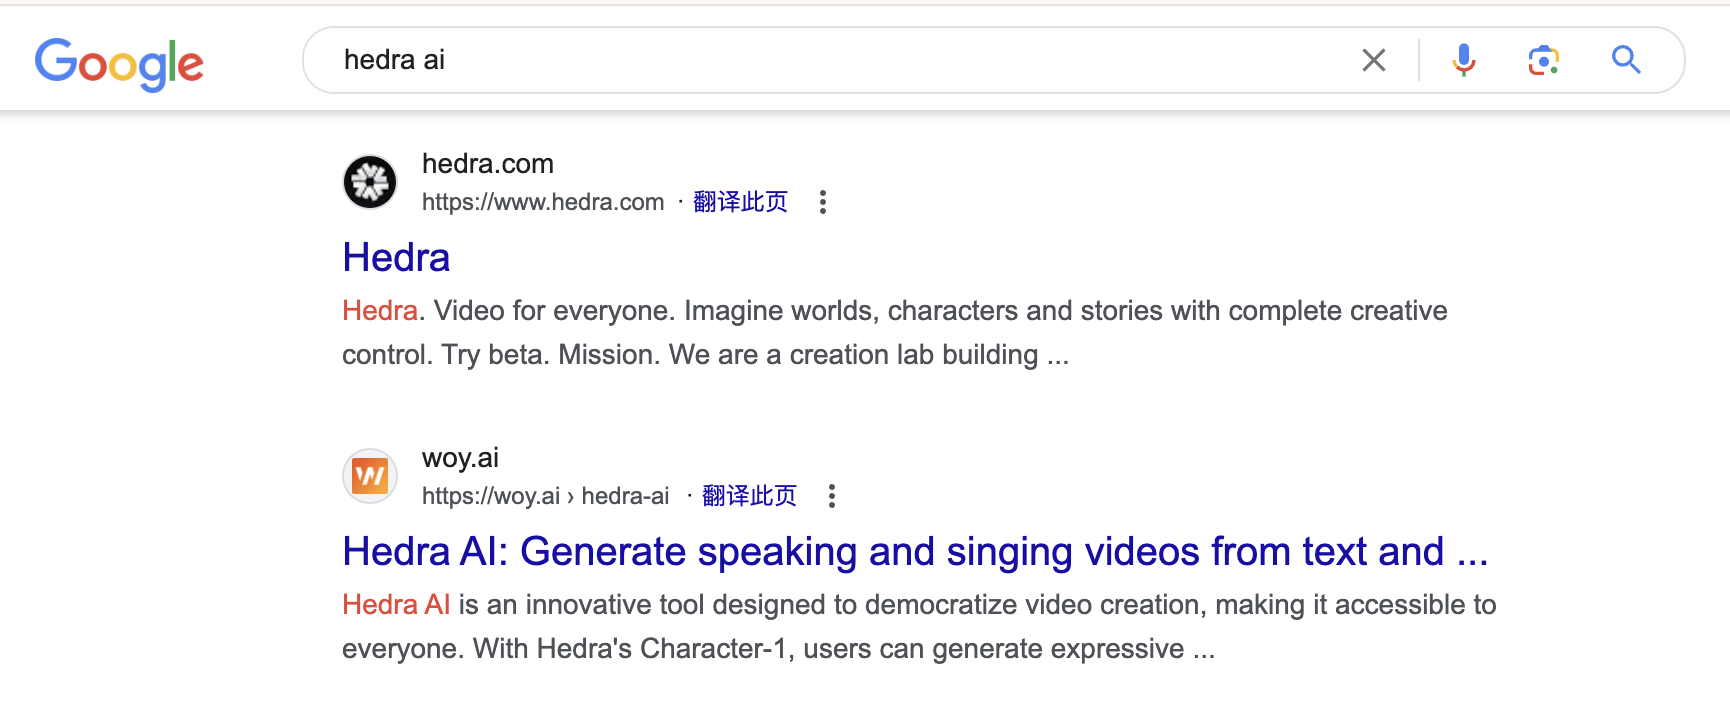 Google
hedra ai
hedra.com
https://www.hedra.com · 翻译此页
Hedra
Hedra. Video for everyone. Imagine worlds, characters and stories with complete creative
control. Try beta. Mission. We are a creation lab building ...
W
woy.ai
https://woy.ai › hedra-ai · 翻译此页
Hedra AI: Generate speaking and singing videos from text and ...
Hedra AI is an innovative tool designed to democratize video creation, making it accessible to
everyone. With Hedra's Character-1, users can generate expressive ...